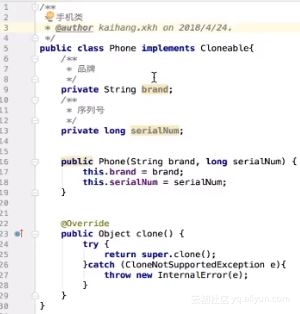 1 /**
2 * 手机类
3 * @author kaihang.xkh on 2018/4/24.
4 */
5 public class Phone implements Cloneable{
6 /**
7 * 品牌
8 */
9 private String brand;
10 /**
11 * 序列号
12 */
13 private long serialNum;
14
15
16 public Phone(String brand, long serialNum) {
17 this.brand = brand;
18 this.serialNum = serialNum;
19 }
20
21
22 @Override
23 public Object clone() {
24 try {
25 return super.clone();
26 }catch (CloneNotSupportedException e){
27 throw new InternalError(e);
28 }
29 }
30 }
云栖社区 yq.aliyun.com